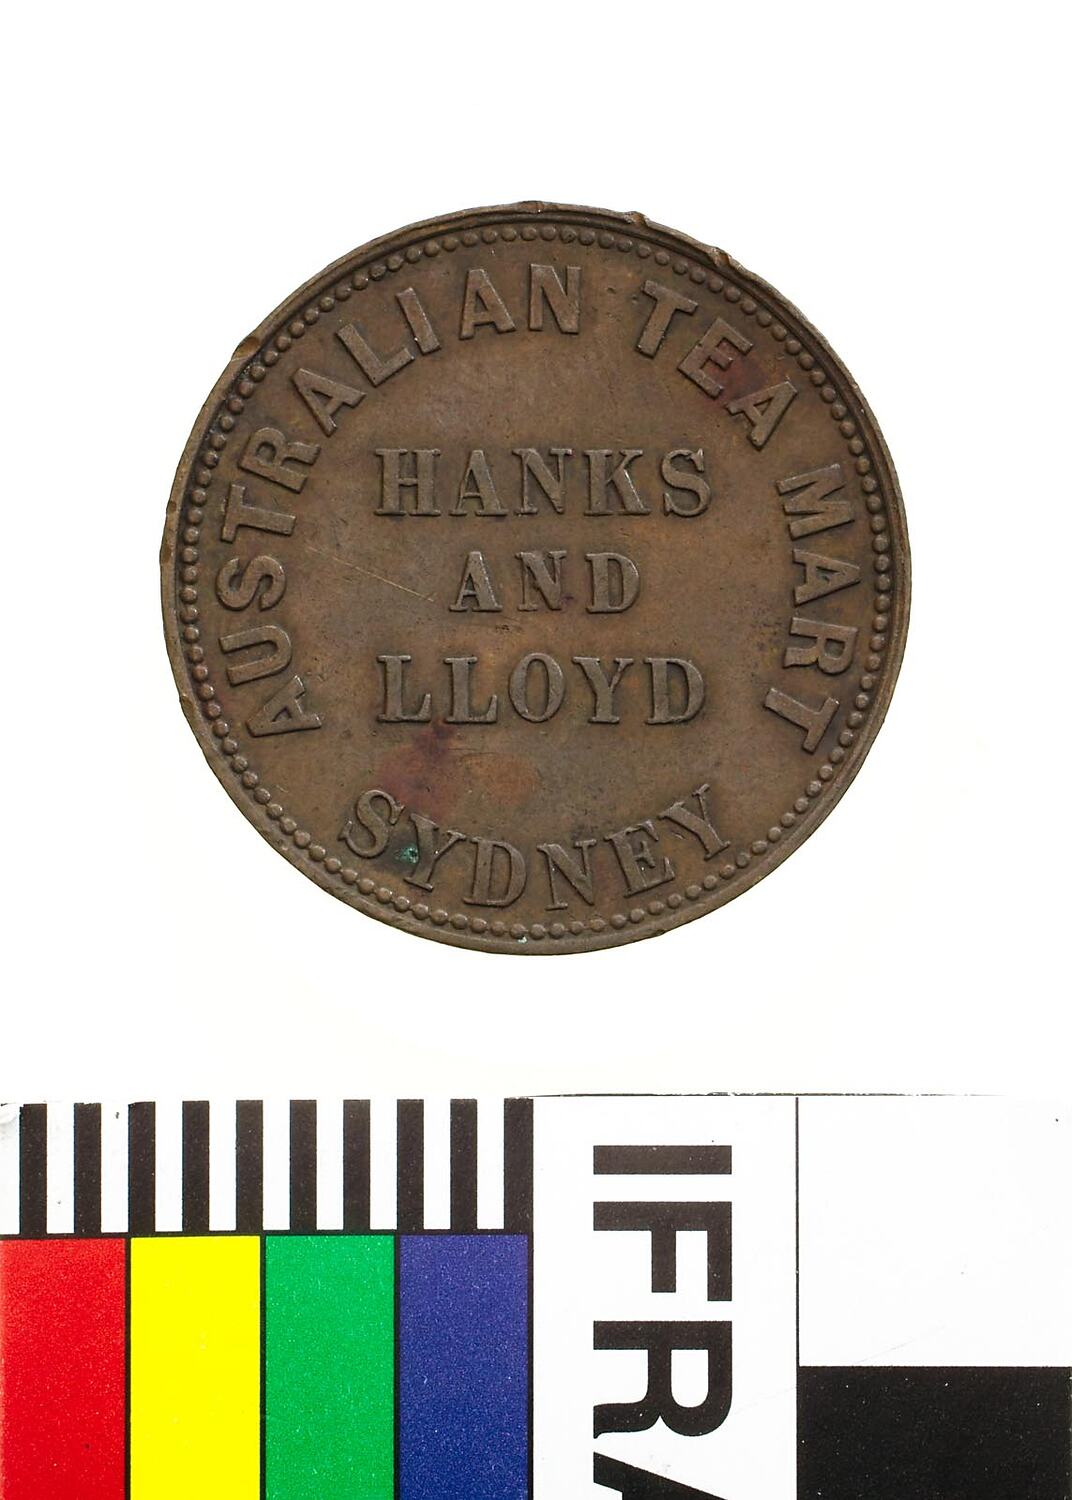 AUSTRALIAN TEA MART
HANKS
AND
LLOYD
SYDNEY
IFRA